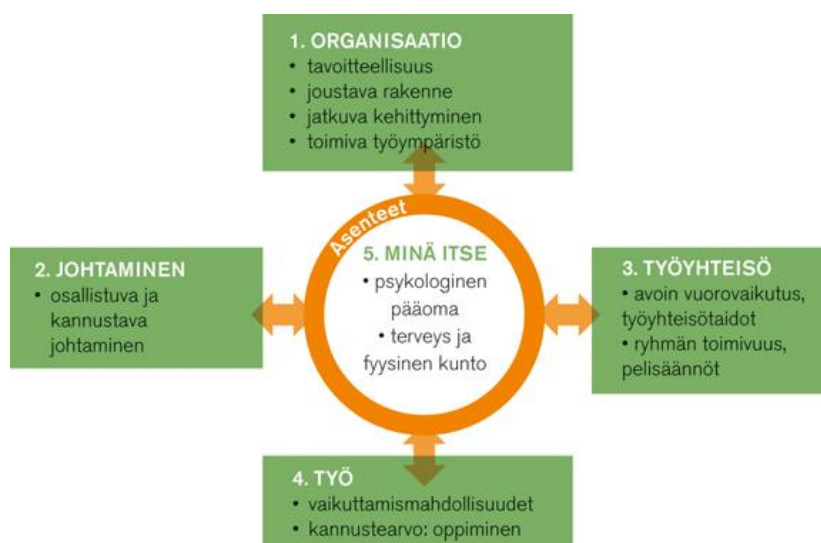 1. ORGANISAATIO
• tavoitteellisuus
• joustava rakenne
• jatkuva kehittyminen
• toimiva työympäristö
Asenteet
5. MINÄ ITSE
• psykologinen
pääoma
• terveys ja
fyysinen kunto
2. JOHTAMINEN
• osallistuva ja
kannustava
johtaminen
3. TYÖYHTEISÖ
• avoin vuorovaikutus,
työyhteisötaidot
• ryhmän toimivuus,
pelisäännöt
4. TYÖ
• vaikuttamismahdollisuudet
• kannustearvo: oppiminen